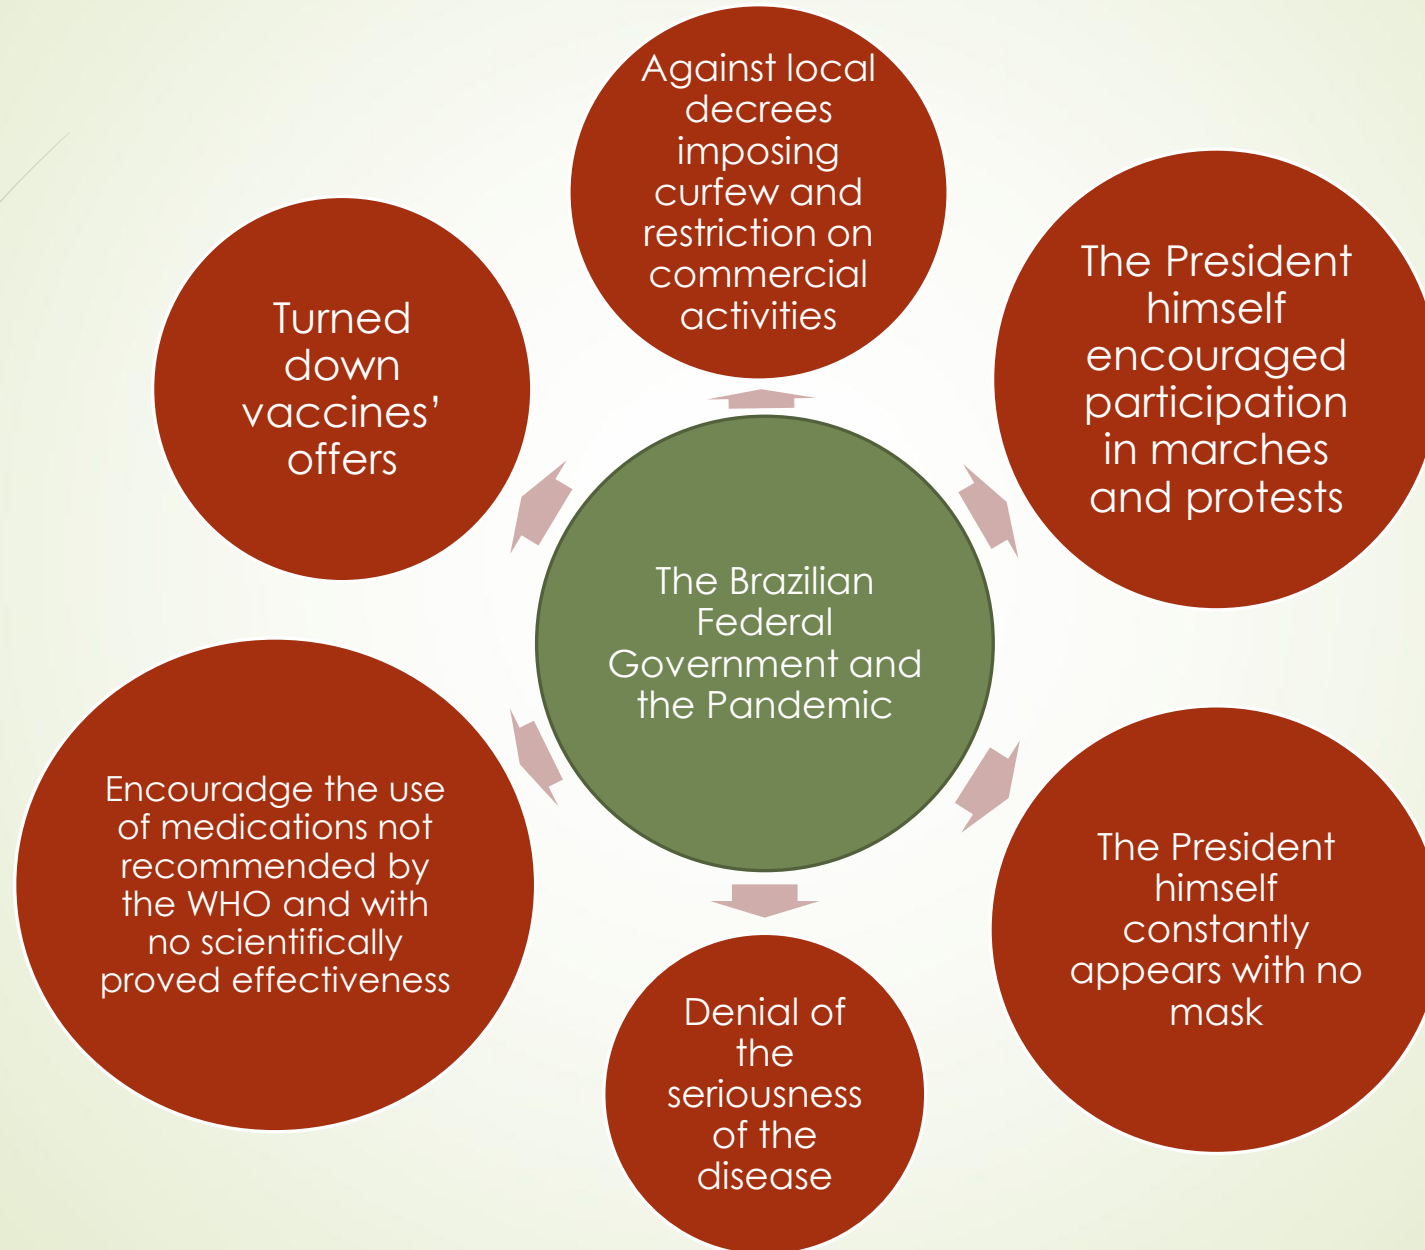 Against local
decrees
imposing
curfew and
restriction on
commercial
activities
The President
himself
encouraged
participation
in marches
and protests
Turned
down
vaccines’
offers
The Brazilian
Federal
Government and
the Pandemic
Encouradge the use
of medications not
recommended by
the WHO and with
no scientifically
proved effectiveness
The President
himself
constantly
appears with no
mask
Denial of
the
seriousness
of the
disease